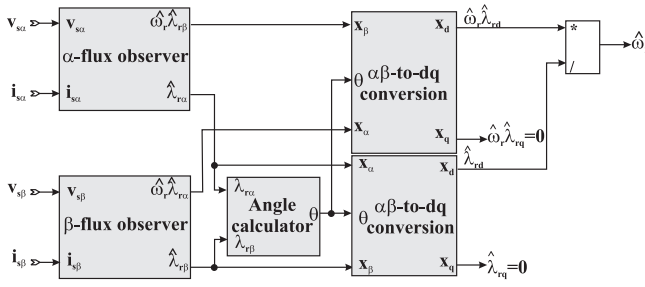 v_sα
v_sα
ω̂_r λ̂_rβ
α-flux observer
i_sα
i_sα
λ̂_rα
v_sβ
v_sβ
ω̂_r λ̂_rα
β-flux observer
i_sβ
i_sβ
λ̂_rβ
λ_rα
Angle
calculator
θ
λ_rβ
x_β
x_d
ω̂_r λ̂_rd
θ
αβ-to-dq
conversion
x_α
x_q
ω̂_r λ̂_rq=0
x_α
x_d
λ̂_rd
θ
αβ-to-dq
conversion
x_β
x_q
λ̂_rq=0
*
/
ω̂